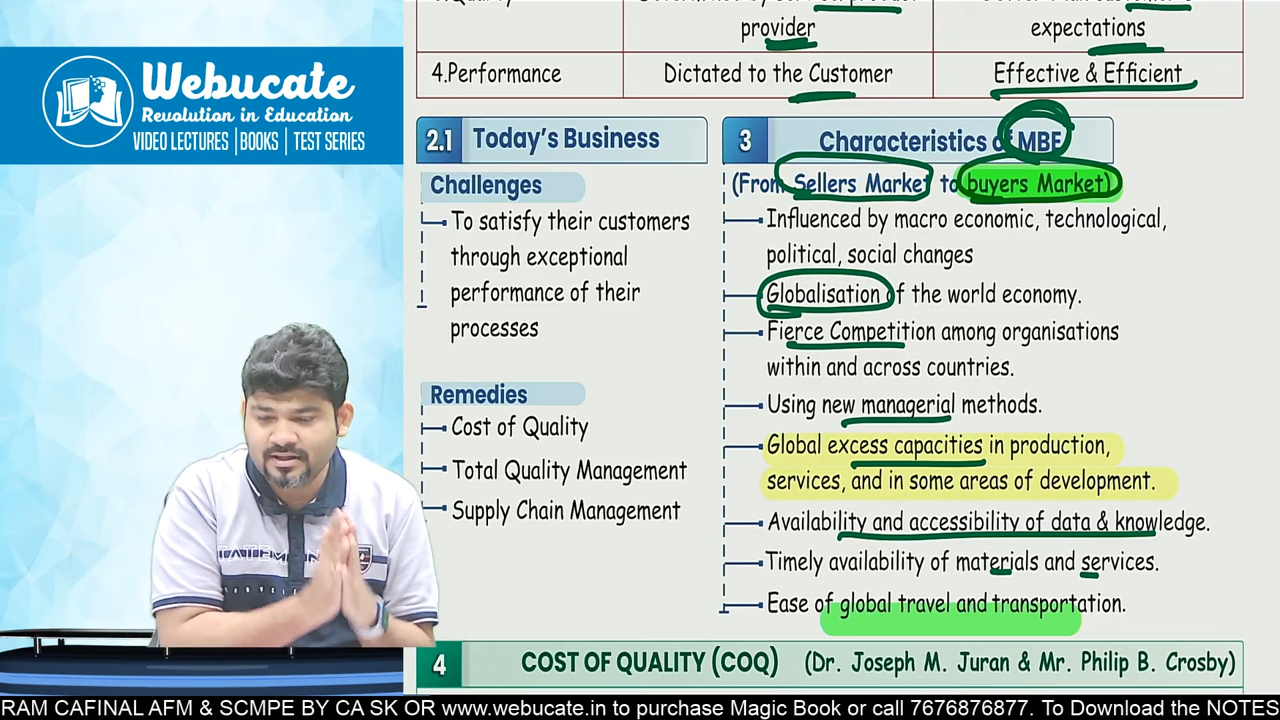 Webucate
Revolution in Education
VIDEO LECTURES | BOOKS | TEST SERIES
provider
expectations
4.Performance
Dictated to the Customer
Effective & Efficient
2.1 Today's Business
Challenges
To satisfy their customers
through exceptional
performance of their
processes
Remedies
Cost of Quality
Total Quality Management
Supply Chain Management
3 Characteristics of MBE
(From Sellers Market to buyers Market)
Influenced by macro economic, technological,
political, social changes
Globalisation of the world economy.
Fierce Competition among organisations
within and across countries.
Using new managerial methods.
Global excess capacities in production,
services, and in some areas of development.
Availability and accessibility of data & knowledge.
Timely availability of materials and services.
Ease of global travel and transportation.
4 COST OF QUALITY (COQ) (Dr. Joseph M. Juran & Mr. Philip B. Crosby)
RAM CAFINAL AFM & SCMPE BY CA SK OR www.webucate.in to purchase Magic Book or call 7676876877. To Download the NOTES